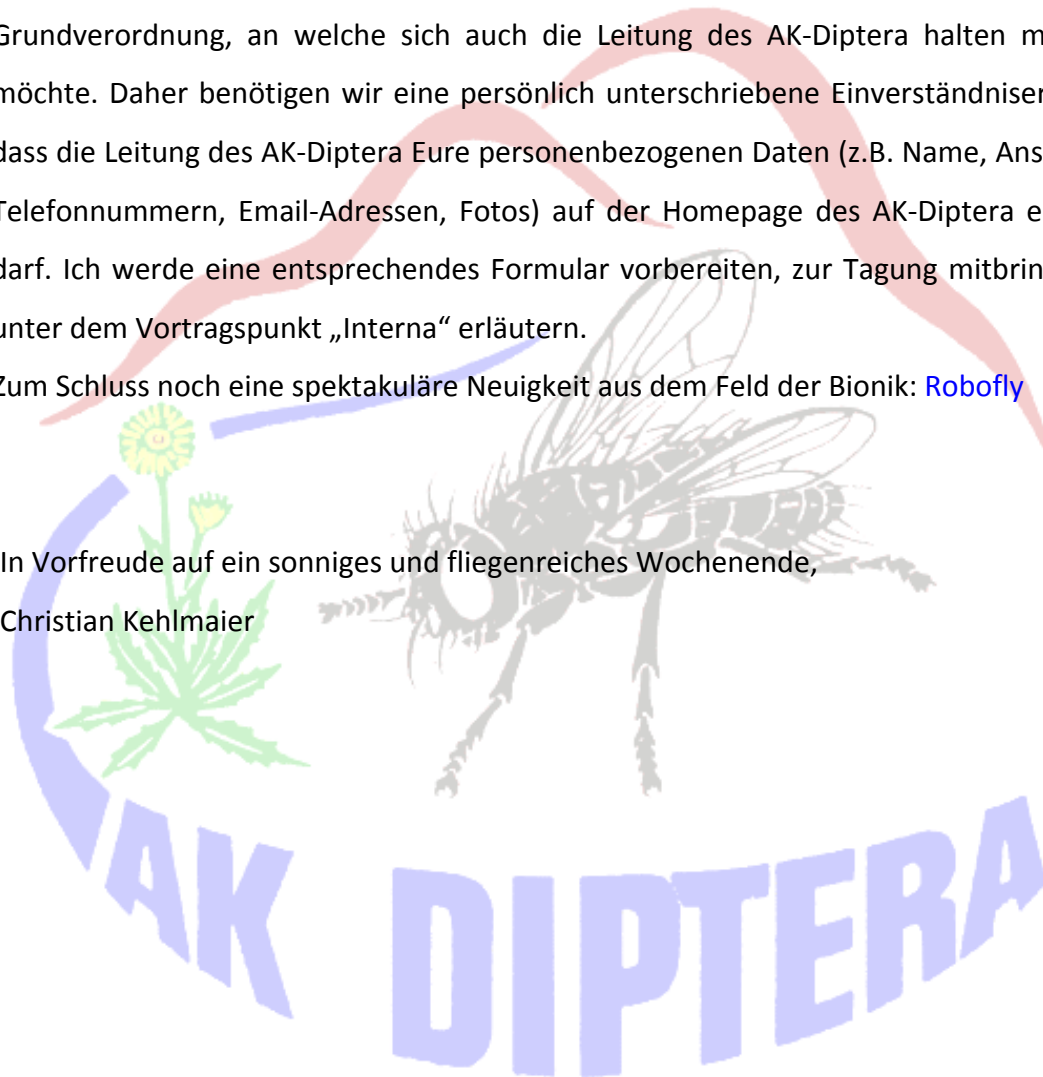 Grundverordnung, an welche sich auch die Leitung des AK-Diptera halten m
möchte. Daher benötigen wir eine persönlich unterschriebene Einverständniser
dass die Leitung des AK-Diptera Eure personenbezogenen Daten (z.B. Name, Ans
Telefonnummern, Email-Adressen, Fotos) auf der Homepage des AK-Diptera e
darf. Ich werde eine entsprechendes Formular vorbereiten, zur Tagung mitbrin
unter dem Vortragspunkt „Interna“ erläutern.
Zum Schluss noch eine spektakuläre Neuigkeit aus dem Feld der Bionik: Robofly
In Vorfreude auf ein sonniges und fliegenreiches Wochenende,
Christian Kehlmaier
AK DIPTERA